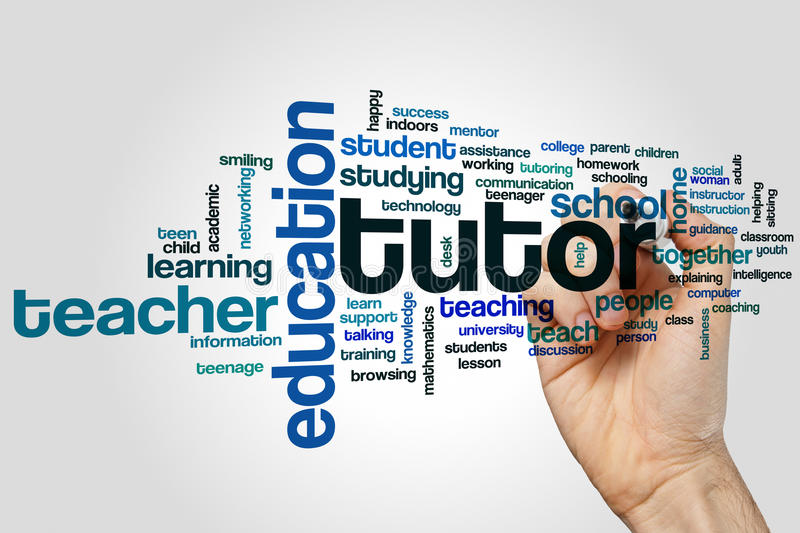 happy
success
indoors
mentor
student
assistance
college
parent
children
smiling
working
tutoring
homework
schooling
studying
communication
teenager
social
woman
adult
networking
academic
education
technology
school
home
instructor
instruction
helping
sitting
teen
child
tutor
desk
help
guidance
classroom
together
youth
learning
explaining
intelligence
teacher
learn
support
knowledge
teaching
people
computer
coaching
information
talking
mathematics
university
teach
study
person
class
business
training
students
discussion
teenage
browsing
lesson